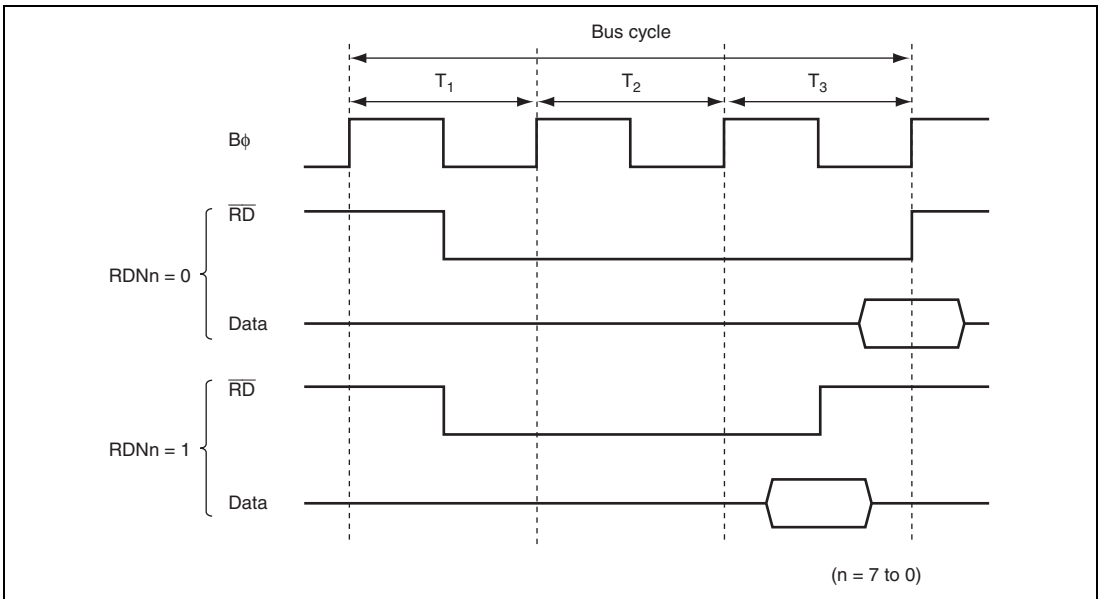 Bus cycle
T1 T2 T3
Bϕ
RD
RDNn = 0
Data
RD
RDNn = 1
Data
(n = 7 to 0)